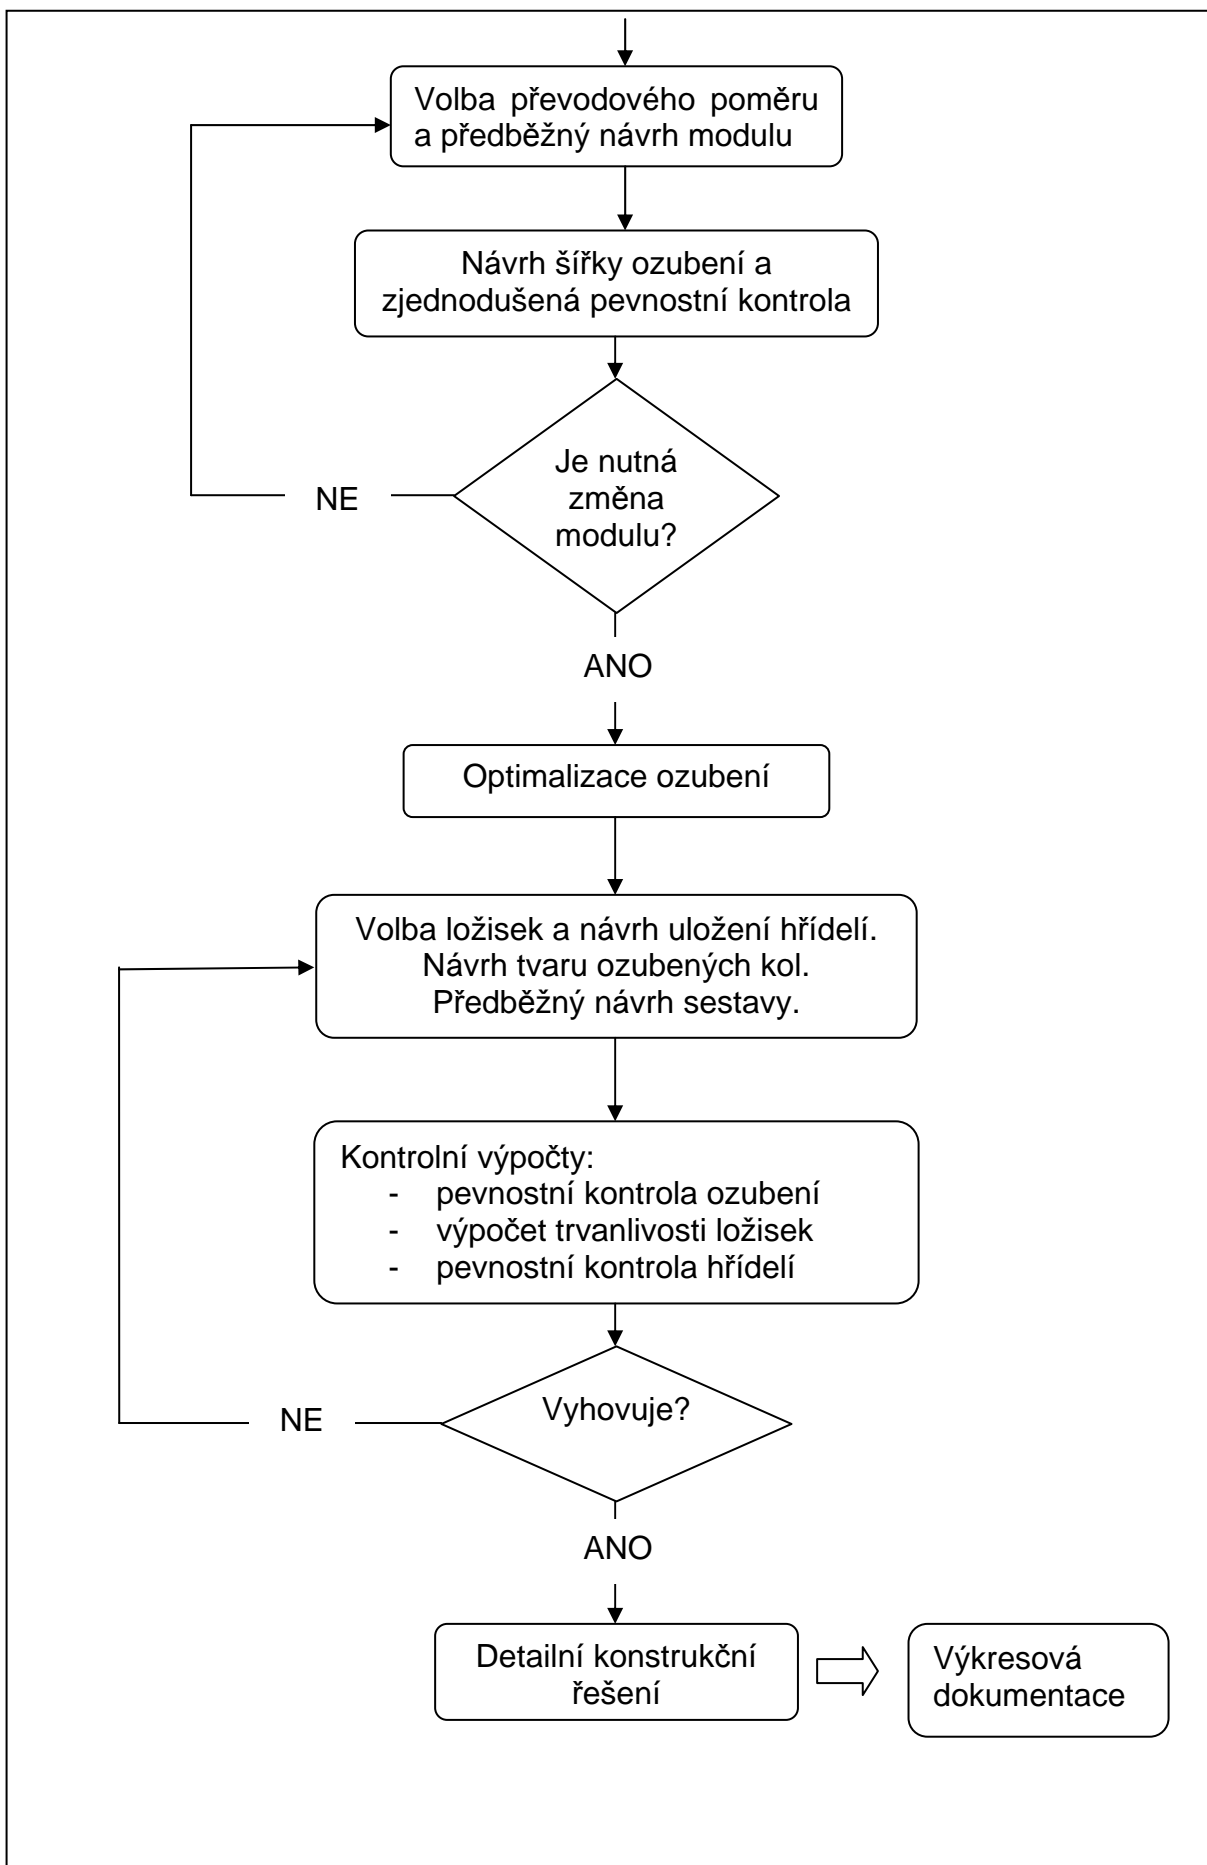 Volba převodového poměru
a předběžný návrh modulu
Návrh šířky ozubení a
zjednodušená pevnostní kontrola
Je nutná
změna
modulu?
NE
ANO
Optimalizace ozubení
Volba ložisek a návrh uložení hřídelí.
Návrh tvaru ozubených kol.
Předběžný návrh sestavy.
Kontrolní výpočty:
- pevnostní kontrola ozubení
- výpočet trvanlivosti ložisek
- pevnostní kontrola hřídelí
Vyhovuje?
NE
ANO
Detailní konstrukční
řešení
Výkresová
dokumentace